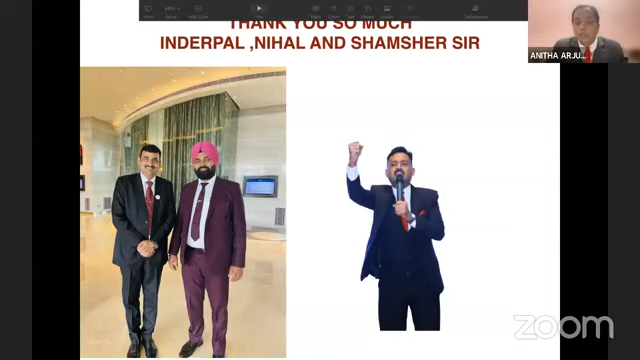 THANK YOU SO MUCH
INDERPAL ,NIHAL AND SHAMSHER SIR
ANITHA ARJU...
zoom